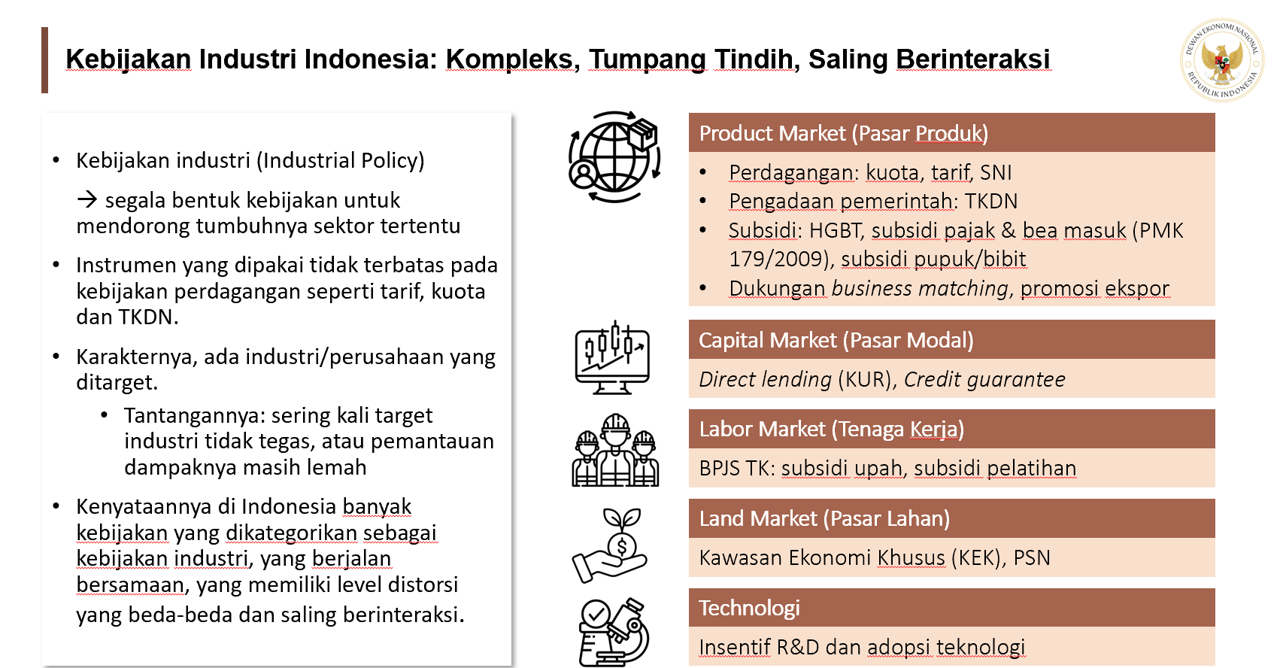 Kebijakan Industri Indonesia: Kompleks, Tumpang Tindih, Saling Berinteraksi
DEWAN EKONOMI NASIONAL
REPUBLIK INDONESIA
• Kebijakan industri (Industrial Policy)
→ segala bentuk kebijakan untuk
mendorong tumbuhnya sektor tertentu
• Instrumen yang dipakai tidak terbatas pada
kebijakan perdagangan seperti tarif, kuota
dan TKDN.
• Karakternya, ada industri/perusahaan yang
ditarget.
• Tantangannya: sering kali target
industri tidak tegas, atau pemantauan
dampaknya masih lemah
• Kenyataannya di Indonesia banyak
kebijakan yang dikategorikan sebagai
kebijakan industri, yang berjalan
bersamaan, yang memiliki level distorsi
yang beda-beda dan saling berinteraksi.
Product Market (Pasar Produk)
• Perdagangan: kuota, tarif, SNI
• Pengadaan pemerintah: TKDN
• Subsidi: HGBT, subsidi pajak & bea masuk (PMK
179/2009), subsidi pupuk/bibit
• Dukungan business matching, promosi ekspor
Capital Market (Pasar Modal)
Direct lending (KUR), Credit guarantee
Labor Market (Tenaga Kerja)
BPJS TK: subsidi upah, subsidi pelatihan
Land Market (Pasar Lahan)
Kawasan Ekonomi Khusus (KEK), PSN
Technologi
Insentif R&D dan adopsi teknologi